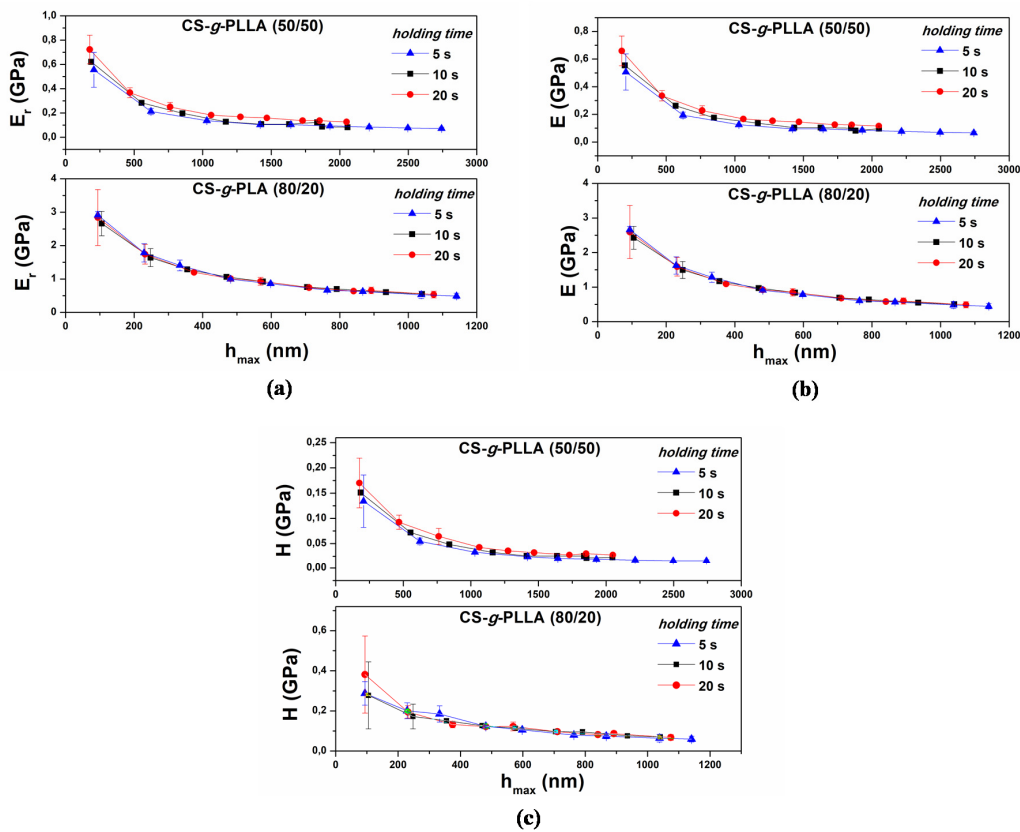 CS-g-PLLA (50/50)
holding time
5 s
10 s
20 s
E_r (GPa)
0,8
0,6
0,4
0,2
0,0
0 500 1000 1500 2000 2500 3000
CS-g-PLA (80/20)
holding time
5 s
10 s
20 s
E_r (GPa)
4
3
2
1
0
0 200 400 600 800 1000 1200
h_max (nm)
(a)
CS-g-PLLA (50/50)
holding time
5 s
10 s
20 s
E (GPa)
0,8
0,6
0,4
0,2
0,0
0 500 1000 1500 2000 2500 3000
CS-g-PLLA (80/20)
holding time
5 s
10 s
20 s
E (GPa)
4
3
2
1
0
0 200 400 600 800 1000 1200
h_max (nm)
(b)
CS-g-PLLA (50/50)
holding time
5 s
10 s
20 s
H (GPa)
0,25
0,20
0,15
0,10
0,05
0,00
0 500 1000 1500 2000 2500 3000
CS-g-PLLA (80/20)
holding time
5 s
10 s
20 s
H (GPa)
0,6
0,4
0,2
0,0
0 200 400 600 800 1000 1200
h_max (nm)
(c)